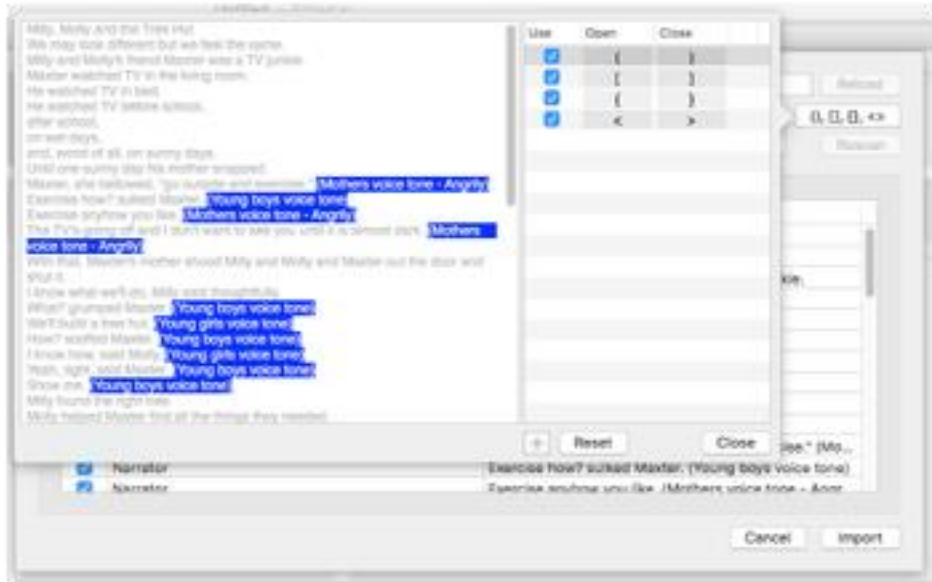 Milly, Molly and the Tree Hut
We may look different but we feel the same.
Milly and Molly's friend Maxter was a TV junkie.
Maxter watched TV in the living room.
He watched TV in bed.
He watched TV before school,
after school,
on wet days,
and, worst of all, on sunny days.
Until one sunny day his mother snapped.
Maxter, she bellowed, "go outside and exercise." (Mothers voice tone - Angrily)
Exercise how? sulked Maxter. (Young boys voice tone)
Exercise anyhow you like. (Mothers voice tone - Angrily)
The TV's going off and I don't want to see you until it is almost dark. (Mothers
voice tone - Angrily)
With that, Maxter's mother shooed Milly and Molly and Maxter out the door and
shut it.
I know what we'll do, Milly said thoughtfully.
What? grumped Maxter. (Young boys voice tone)
We'll build a tree hut. (Young girls voice tone)
How? scoffed Maxter. (Young boys voice tone)
I know how, said Molly. (Young girls voice tone)
Yeah, right, said Maxter. (Young boys voice tone)
Show me. (Young boys voice tone)
Milly found the right tree.
Molly helped Maxter find all the things they needed.
Use Open Close
( )
[ ]
{ }
< >
+ Reset Close
Reload
(), [], {}, <>
Rescan
kie.
ise." (Mo...
Narrator Exercise how? sulked Maxter. (Young boys voice tone)
Narrator Exercise anyhow you like. (Mothers voice tone - Angr...
Cancel Import